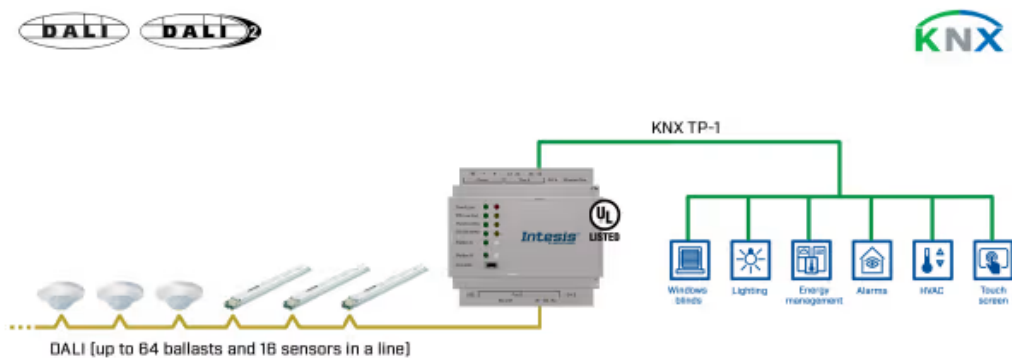 DALI DALI 2
KNX
KNX TP-1
Intesis
UL
LISTED
Windows blinds
Lighting
Energy management
Alarms
HVAC
Touch screen
DALI (up to 64 ballasts and 16 sensors in a line)